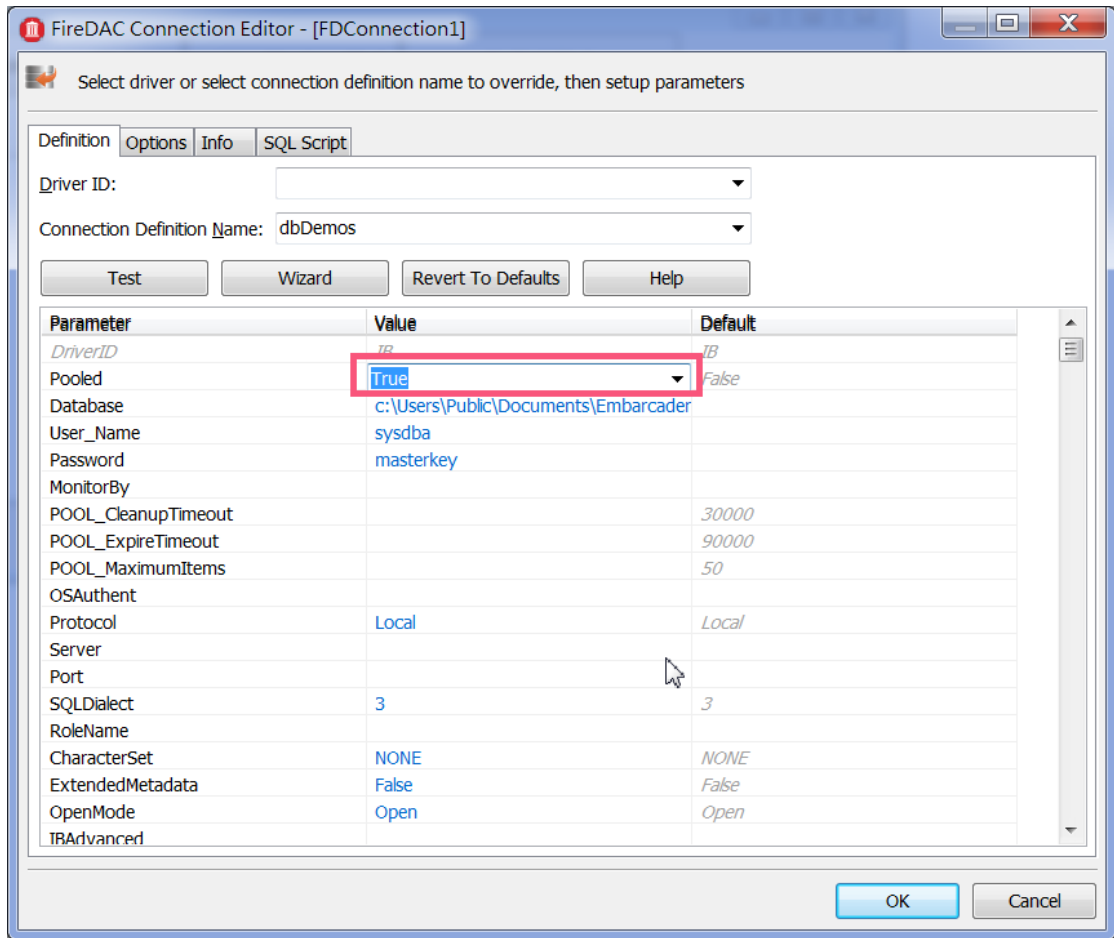 FireDAC Connection Editor - [FDConnection1]
Select driver or select connection definition name to override, then setup parameters
Definition Options Info SQL Script
Driver ID:
Connection Definition Name: dbDemos
Test Wizard Revert To Defaults Help
Parameter Value Default
DriverID IB IB
Pooled True False
Database c:\Users\Public\Documents\Embarcader
User_Name sysdba
Password masterkey
MonitorBy
POOL_CleanupTimeout 30000
POOL_ExpireTimeout 90000
POOL_MaximumItems 50
OSAuthent
Protocol Local Local
Server
Port
SQLDialect 3 3
RoleName
CharacterSet NONE NONE
ExtendedMetadata False False
OpenMode Open Open
IBAdvanced
OK Cancel